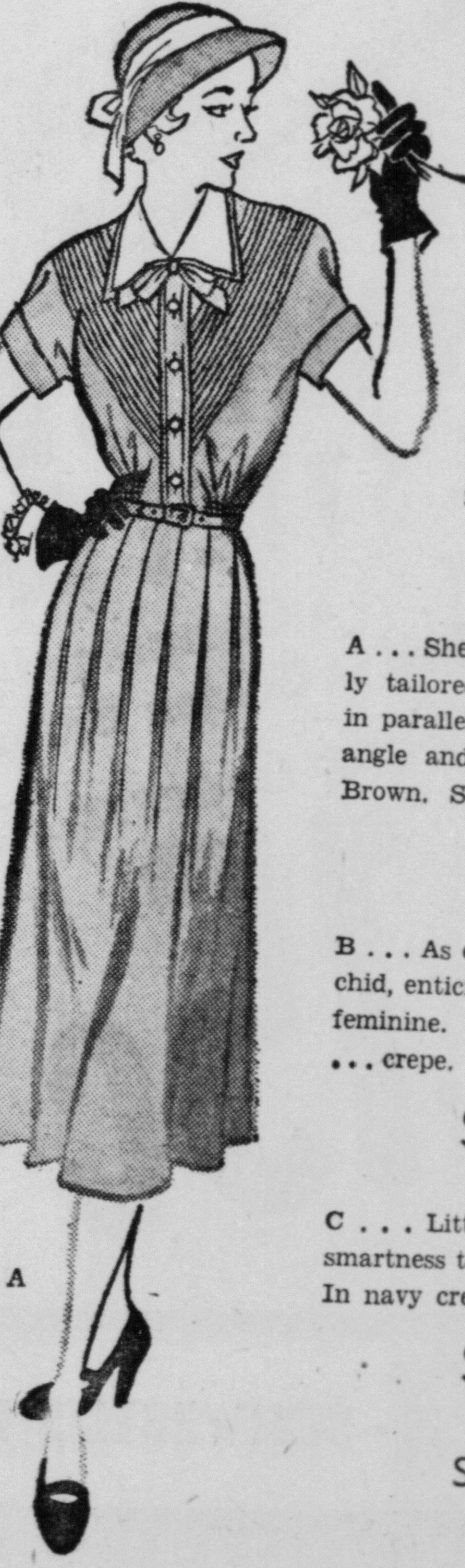 A ... She
ly tailore
in paralle
angle and
Brown. S
B ... As
chid, entic
feminine.
... crepe.
C ... Litt
smartness t
In navy cre
A
S